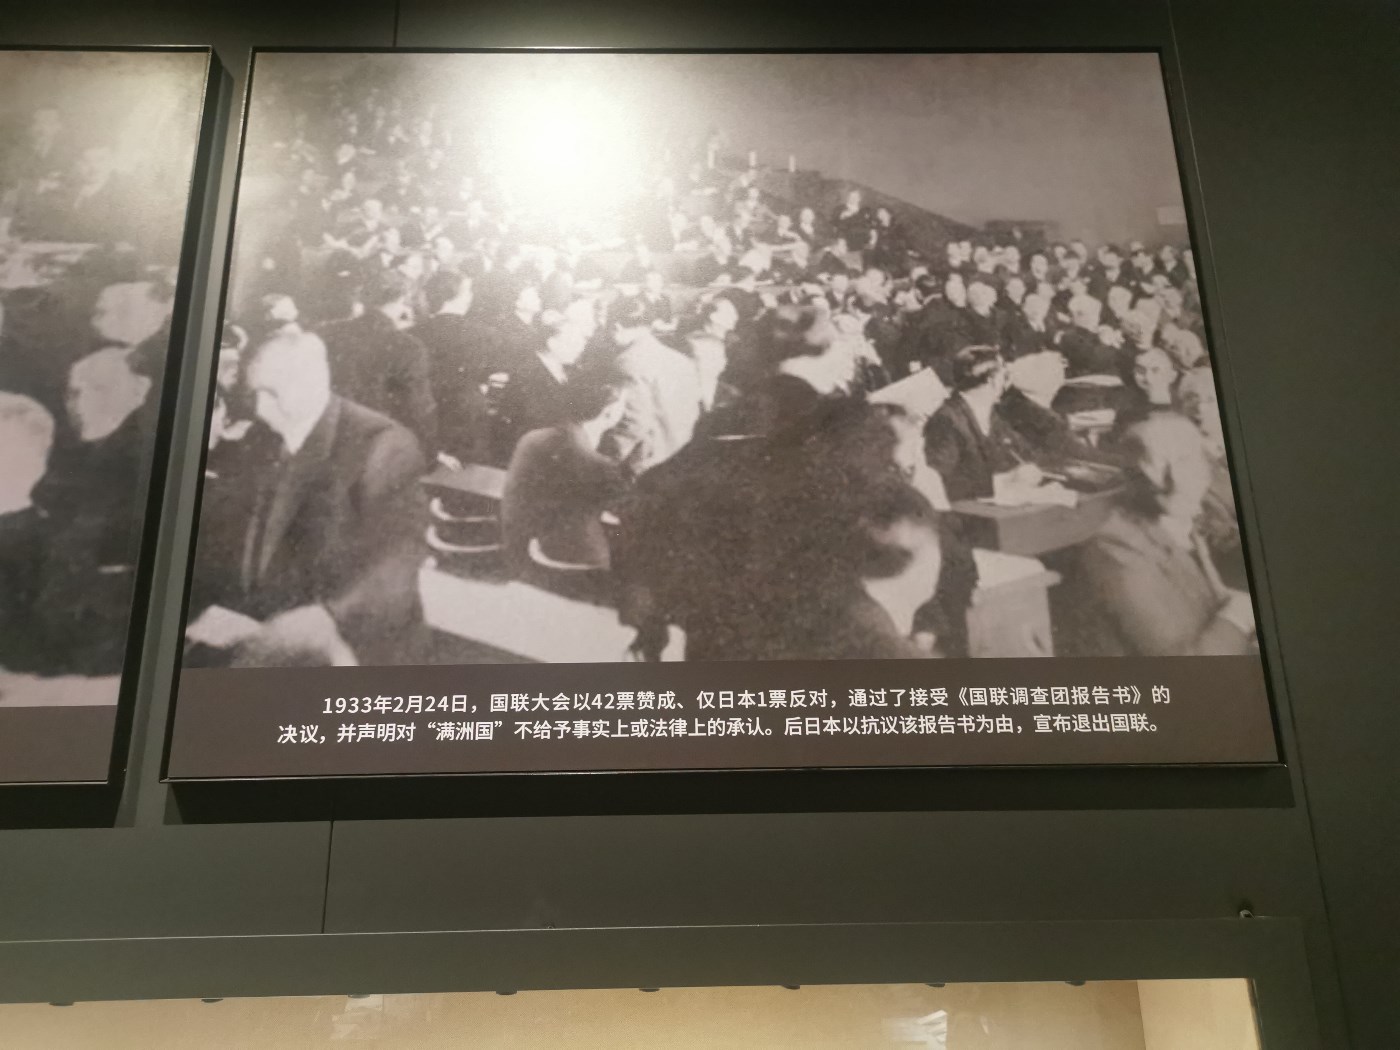 1933年2月24日，国联大会以42票赞成、仅日本1票反对，通过了接受《国联调查团报告书》的
决议，并声明对“满洲国”不给予事实上或法律上的承认。后日本以抗议该报告书为由，宣布退出国联。